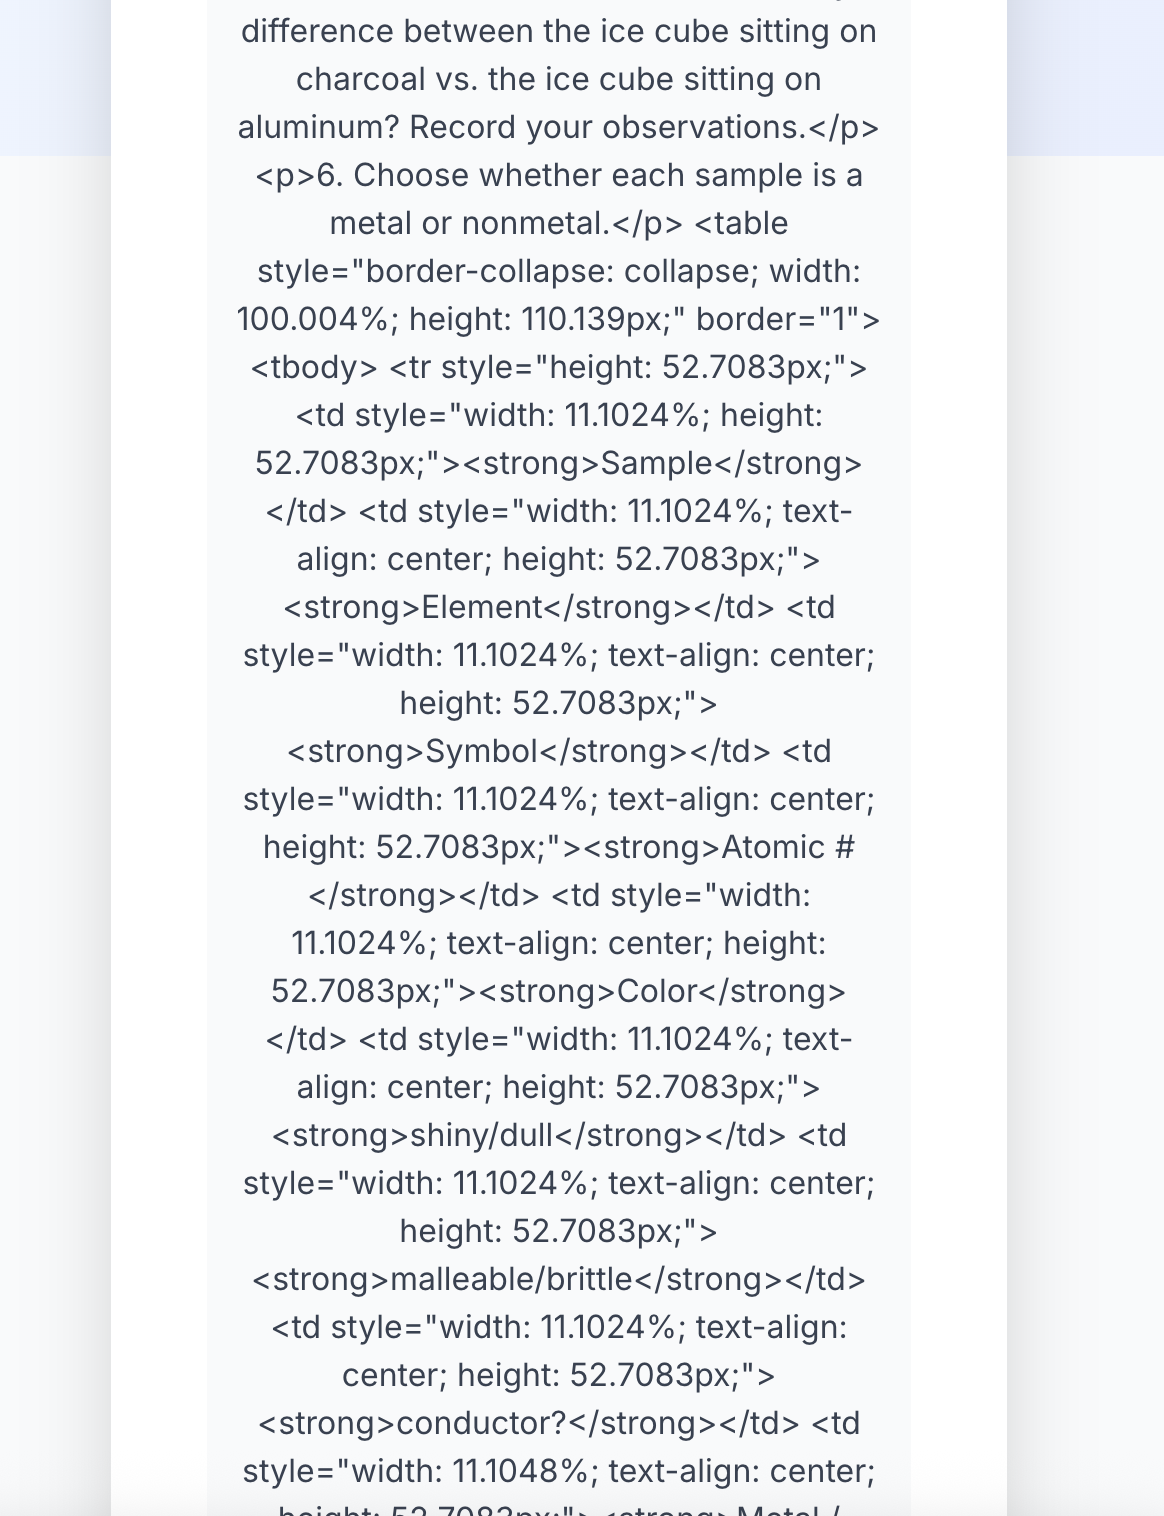 difference between the ice cube sitting on
charcoal vs. the ice cube sitting on
aluminum? Record your observations.</p>
<p>6. Choose whether each sample is a
metal or nonmetal.</p> <table
style="border-collapse: collapse; width:
100.004%; height: 110.139px;" border="1">
<tbody> <tr style="height: 52.7083px;">
<td style="width: 11.1024%; height:
52.7083px;"><strong>Sample</strong>
</td> <td style="width: 11.1024%; text-
align: center; height: 52.7083px;">
<strong>Element</strong></td> <td
style="width: 11.1024%; text-align: center;
height: 52.7083px;">
<strong>Symbol</strong></td> <td
style="width: 11.1024%; text-align: center;
height: 52.7083px;"><strong>Atomic #
</strong></td> <td style="width:
11.1024%; text-align: center; height:
52.7083px;"><strong>Color</strong>
</td> <td style="width: 11.1024%; text-
align: center; height: 52.7083px;">
<strong>shiny/dull</strong></td> <td
style="width: 11.1024%; text-align: center;
height: 52.7083px;">
<strong>malleable/brittle</strong></td>
<td style="width: 11.1024%; text-align:
center; height: 52.7083px;">
<strong>conductor?</strong></td> <td
style="width: 11.1048%; text-align: center;
height: 52.7083px;"><strong>Metal /